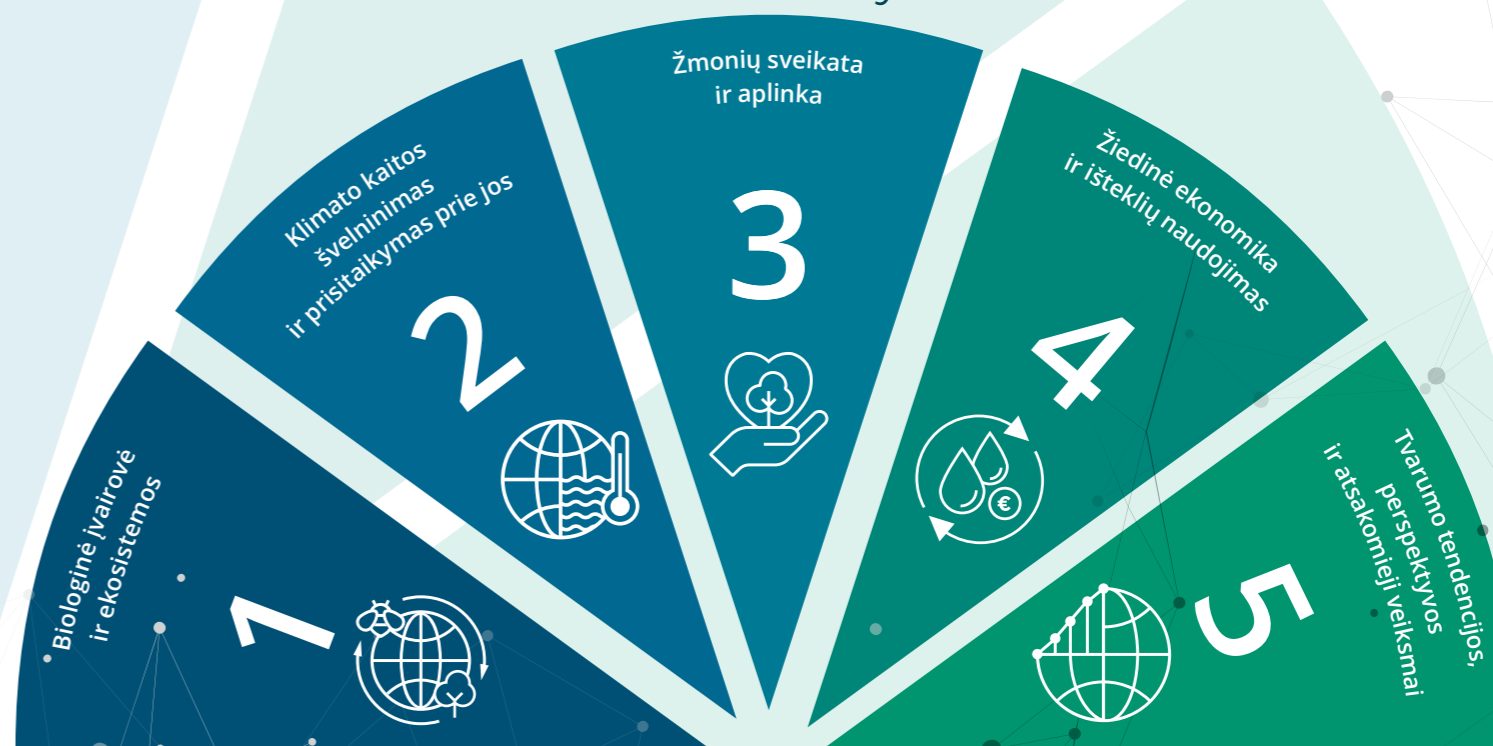 Biologinė įvairovė
ir ekosistemos
1
Klimato kaitos
švelninimas
ir prisitaikymas prie jos
2
Žmonių sveikata
ir aplinka
3
Žiedinė ekonomika
ir išteklių naudojimas
4
€
Tvarumo tendencijos,
perspektyvos
ir atsakomieji veiksmai
5